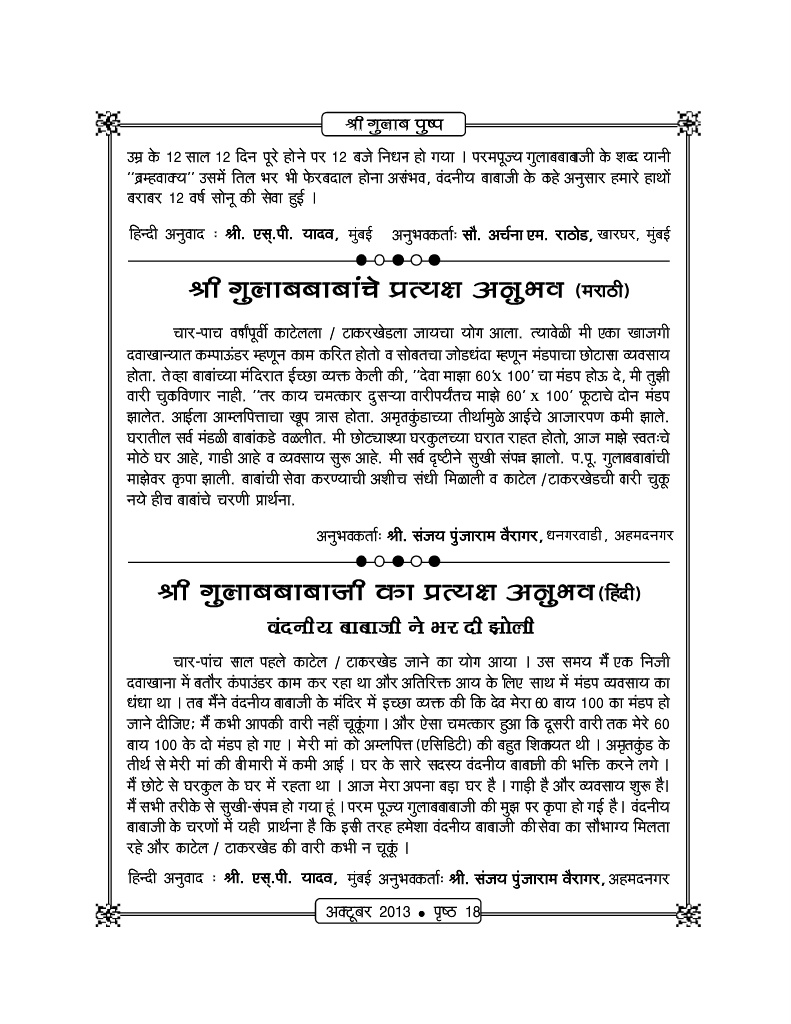 श्री गुलाब पुष्प
उम्र के 12 साल 12 दिन पूरे होने पर 12 बजे निधन हो गया । परमपूज्य गुलाबबाबाजी के शब्द यानी
‘‘ब्रम्हवाक्य’’ उसमें तिल भर भी फेरबदाल होना असंभव, वंदनीय बाबाजी के कहे अनुसार हमारे हाथों
बराबर 12 वर्ष सोनू की सेवा हुई ।
हिन्दी अनुवाद : श्री. एस्.पी. यादव, मुंबई अनुभवकर्ताः सौ. अर्चना एम. राठोड, खारघर, मुंबई
श्री गुलाबबाबांचे प्रत्यक्ष अनुभव (मराठी)
चार-पाच वर्षांपूर्वी काटेलला / टाकरखेडला जायचा योग आला. त्यावेळी मी एका खाजगी
दवाखान्यात कम्पाऊंडर म्हणून काम करित होतो व सोबतचा जोडधंदा म्हणून मंडपाचा छोटासा व्यवसाय
होता. तेव्हा बाबांच्या मंदिरात ईच्छा व्यक्त केली की, ‘‘देवा माझा 60’x 100’ चा मंडप होऊ दे, मी तुझी
वारी चुकविणार नाही. ‘‘तर काय चमत्कार दुसऱ्या वारीपर्यंतच माझे 60’ x 100’ फूटाचे दोन मंडप
झालेत. आईला आम्लपित्ताचा खूप त्रास होता. अमृतकुंडाच्या तीर्थामुळे आईचे आजारपण कमी झाले.
घरातील सर्व मंडळी बाबांकडे वळलीत. मी छोट्याश्या घरकुलच्या घरात राहत होतो, आज माझे स्वतःचे
मोठे घर आहे, गाडी आहे व व्यवसाय सुरू आहे. मी सर्व दृष्टीने सुखी संपन्न झालो. प.पू. गुलाबबाबांची
माझेवर कृपा झाली. बाबांची सेवा करण्याची अशीच संधी मिळाली व काटेल /टाकरखेडची वारी चुकू
नये हीच बाबांचे चरणी प्रार्थना.
अनुभवकर्ताः श्री. संजय पुंजाराम वैरागर, धनगरवाडी, अहमदनगर
श्री गुलाबबाबाजी का प्रत्यक्ष अनुभव(हिंदी)
वंदनीय बाबाजी ने भर दी झोली
चार-पांच साल पहले काटेल / टाकरखेड जाने का योग आया । उस समय मैं एक निजी
दवाखाना में बतौर कंपाउंडर काम कर रहा था और अतिरिक्त आय के लिए साथ में मंडप व्यवसाय का
धंधा था । तब मैंने वंदनीय बाबाजी के मंदिर में इच्छा व्यक्त की कि देव मेरा 60 बाय 100 का मंडप हो
जाने दीजिए; मैं कभी आपकी वारी नहीं चूकूंगा । और ऐसा चमत्कार हुआ कि दूसरी वारी तक मेरे 60
बाय 100 के दो मंडप हो गए । मेरी मां को अम्लपित्त (एसिडिटी) की बहुत शिकायत थी । अमृतकुंड के
तीर्थ से मेरी मां की बीमारी में कमी आई । घर के सारे सदस्य वंदनीय बाबाजी की भक्ति करने लगे ।
मैं छोटे से घरकुल के घर में रहता था । आज मेरा अपना बड़ा घर है । गाड़ी है और व्यवसाय शुरू है।
मैं सभी तरीके से सुखी-संपन्न हो गया हूं । परम पूज्य गुलाबबाबाजी की मुझ पर कृपा हो गई है । वंदनीय
बाबाजी के चरणों में यही प्रार्थना है कि इसी तरह हमेशा वंदनीय बाबाजी की सेवा का सौभाग्य मिलता
रहे और काटेल / टाकरखेड की वारी कभी न चूकूं ।
हिन्दी अनुवाद : श्री. एस्.पी. यादव, मुंबई अनुभवकर्ताः श्री. संजय पुंजाराम वैरागर, अहमदनगर
अक्टूबर 2013 ● पृष्ठ 18